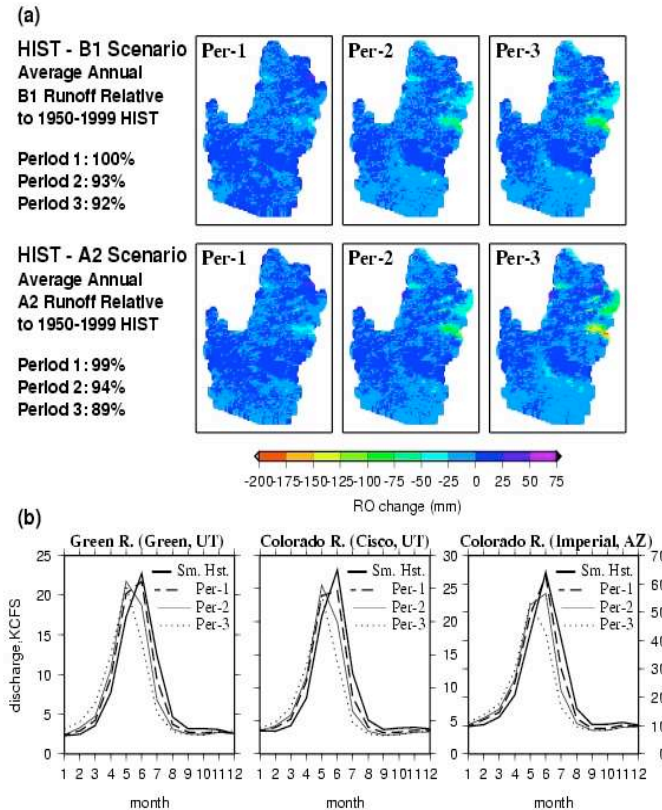 (a)
HIST - B1 Scenario
Average Annual
B1 Runoff Relative
to 1950-1999 HIST
Period 1: 100%
Period 2: 93%
Period 3: 92%
Per-1
Per-2
Per-3
HIST - A2 Scenario
Average Annual
A2 Runoff Relative
to 1950-1999 HIST
Period 1: 99%
Period 2: 94%
Period 3: 89%
Per-1
Per-2
Per-3
-200 -175 -150 -125 -100 -75 -50 -25 0 25 50 75
RO change (mm)
(b)
Green R. (Green, UT)
discharge,KCFS
25
20
15
10
5
0
Sm. Hst.
Per-1
Per-2
Per-3
1 2 3 4 5 6 7 8 9 10 11 12
month
Colorado R. (Cisco, UT)
Sm. Hst.
Per-1
Per-2
Per-3
1 2 3 4 5 6 7 8 9 10 11 12
month
Colorado R. (Imperial, AZ)
30
25
20
15
10
5
0
Sm. Hst.
Per-1
Per-2
Per-3
70
60
50
40
30
20
10
0
1 2 3 4 5 6 7 8 9 10 11 12
month